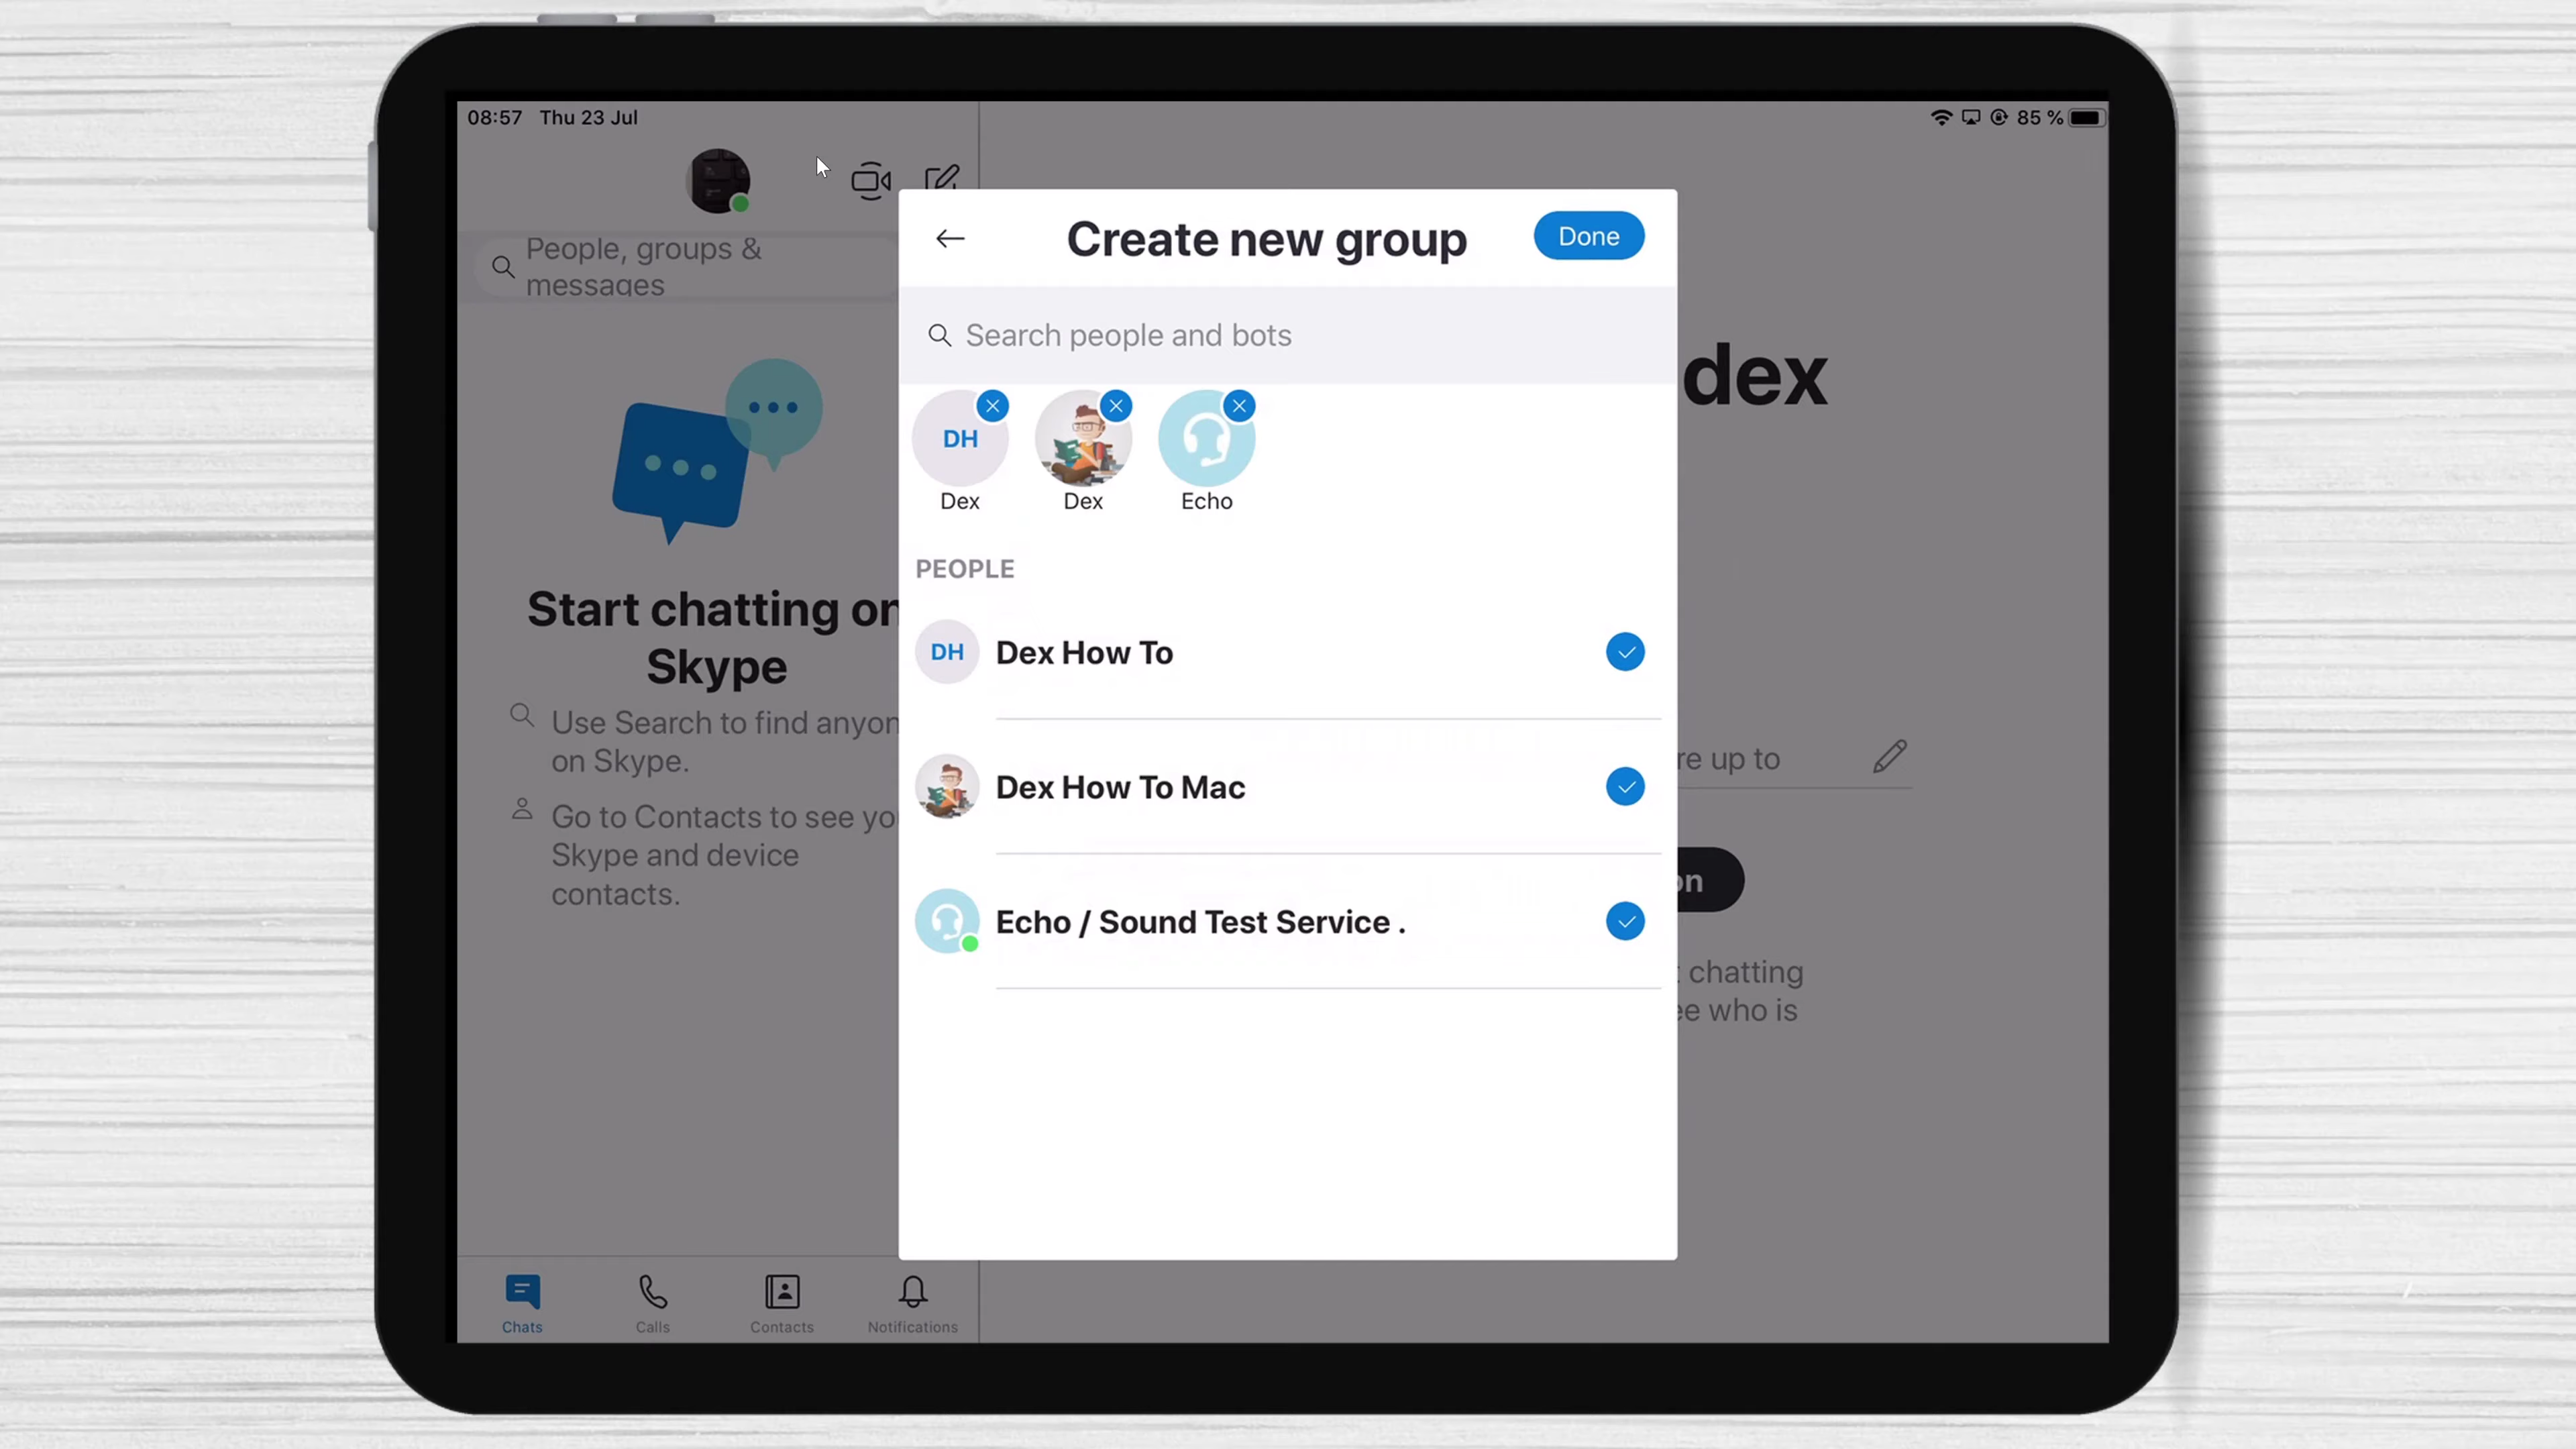 08:57 Thu 23 Jul
85 %
People, groups &
messages
Create new group
Done
Search people and bots
dex
DH
Dex
Dex
Echo
PEOPLE
Start chatting on
Skype
DH Dex How To
Use Search to find anyon
on Skype.
re up to
Dex How To Mac
Go to Contacts to see yo
Skype and device
contacts.
on
Echo / Sound Test Service .
chatting
ee who is
Chats
Calls
Contacts
Notifications